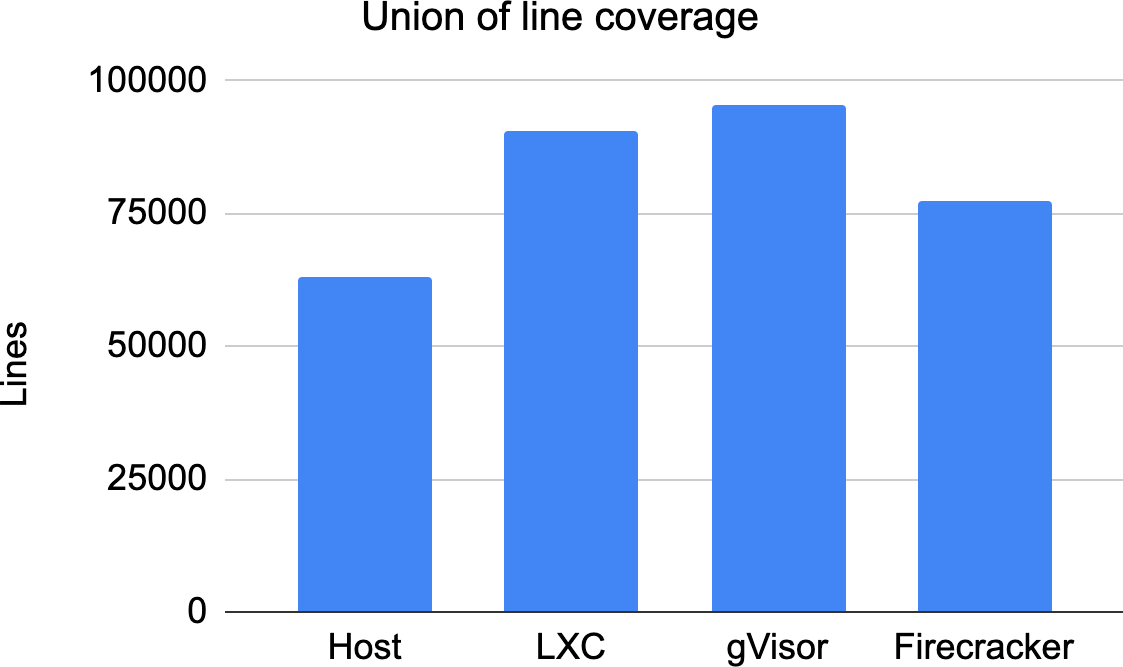 Union of line coverage
100000
75000
50000
25000
0
Lines
Host
LXC
gVisor
Firecracker